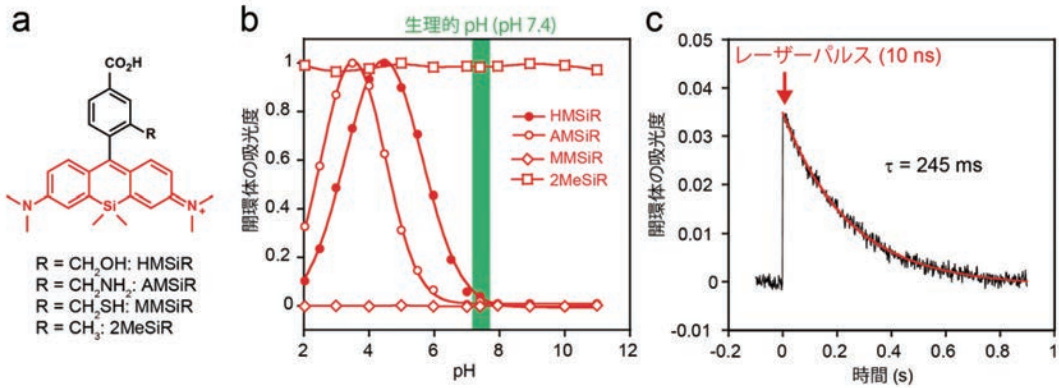 a
CO₂H
R
N
Si
N
+
R = CH₂OH: HMSiR
R = CH₂NH₂: AMSiR
R = CH₂SH: MMSiR
R = CH₃: 2MeSiR
b
生理的 pH (pH 7.4)
開環体の吸光度
1
0.8
0.6
0.4
0.2
0
2
4
6
8
10
12
pH
HMSiR
AMSiR
MMSiR
2MeSiR
c
レーザーパルス (10 ns)
τ = 245 ms
開環体の吸光度
0.05
0.04
0.03
0.02
0.01
0
-0.01
-0.2
0
0.2
0.4
0.6
0.8
1
時間 (s)